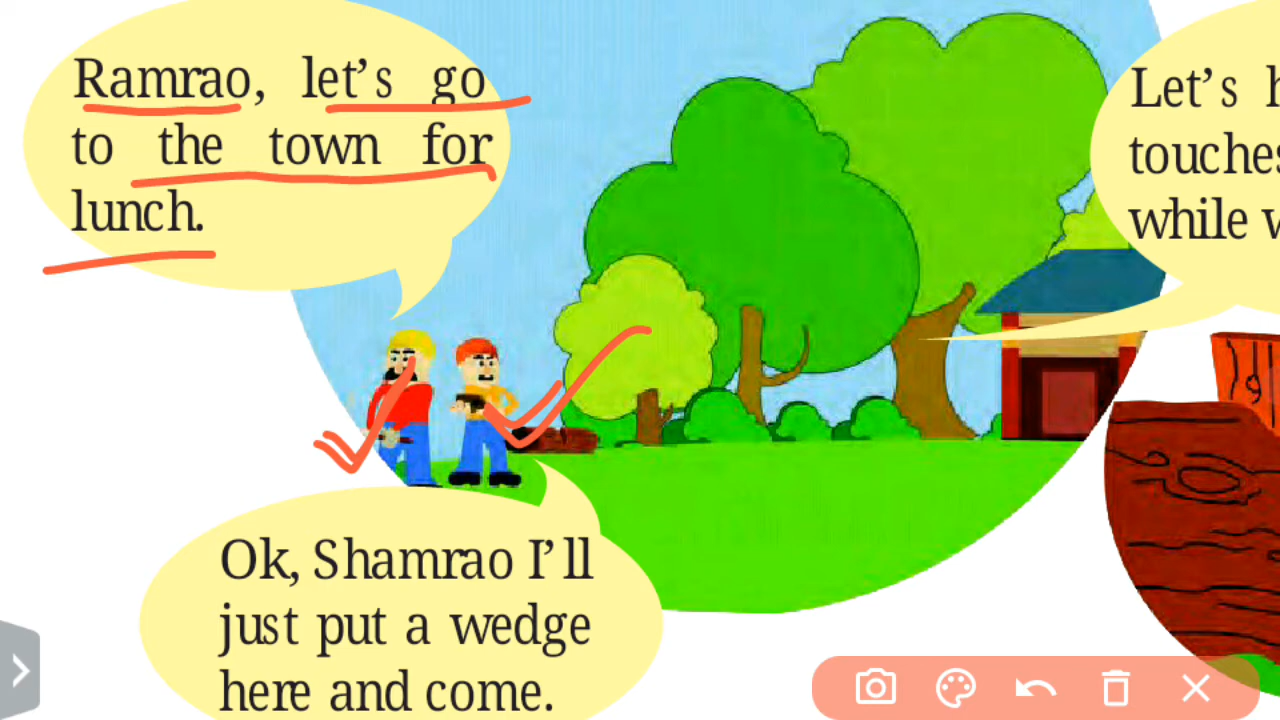 Ramrao, let's go
to the town for
lunch.
Let's
touches
while
Ok, Shamrao I'll
just put a wedge
here and come.